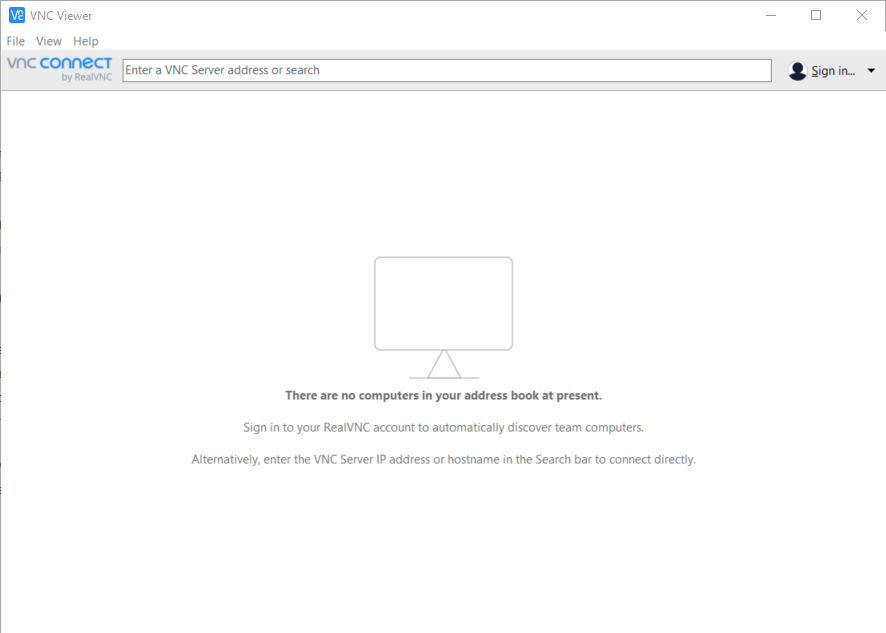 VNC Viewer
File View Help
vnc connect
by RealVNC
Enter a VNC Server address or search
Sign in...
There are no computers in your address book at present.
Sign in to your RealVNC account to automatically discover team computers.
Alternatively, enter the VNC Server IP address or hostname in the Search bar to connect directly.